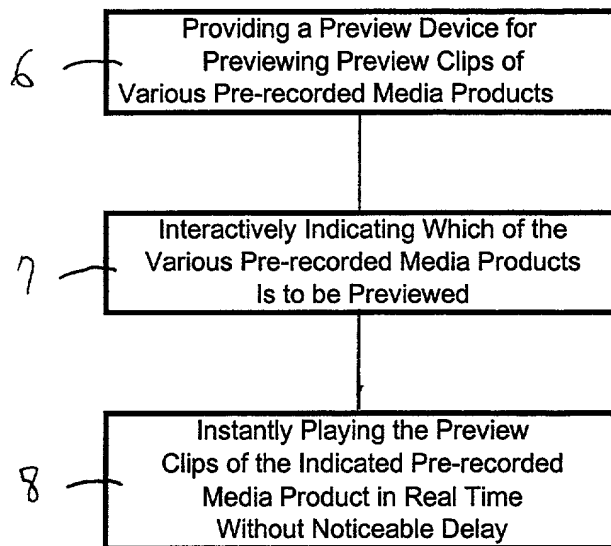 Providing a Preview Device for
6 Previewing Preview Clips of
Various Pre-recorded Media Products
Interactively Indicating Which of the
7 Various Pre-recorded Media Products
Is to be Previewed
Instantly Playing the Preview
Clips of the Indicated Pre-recorded
8 Media Product in Real Time
Without Noticeable Delay